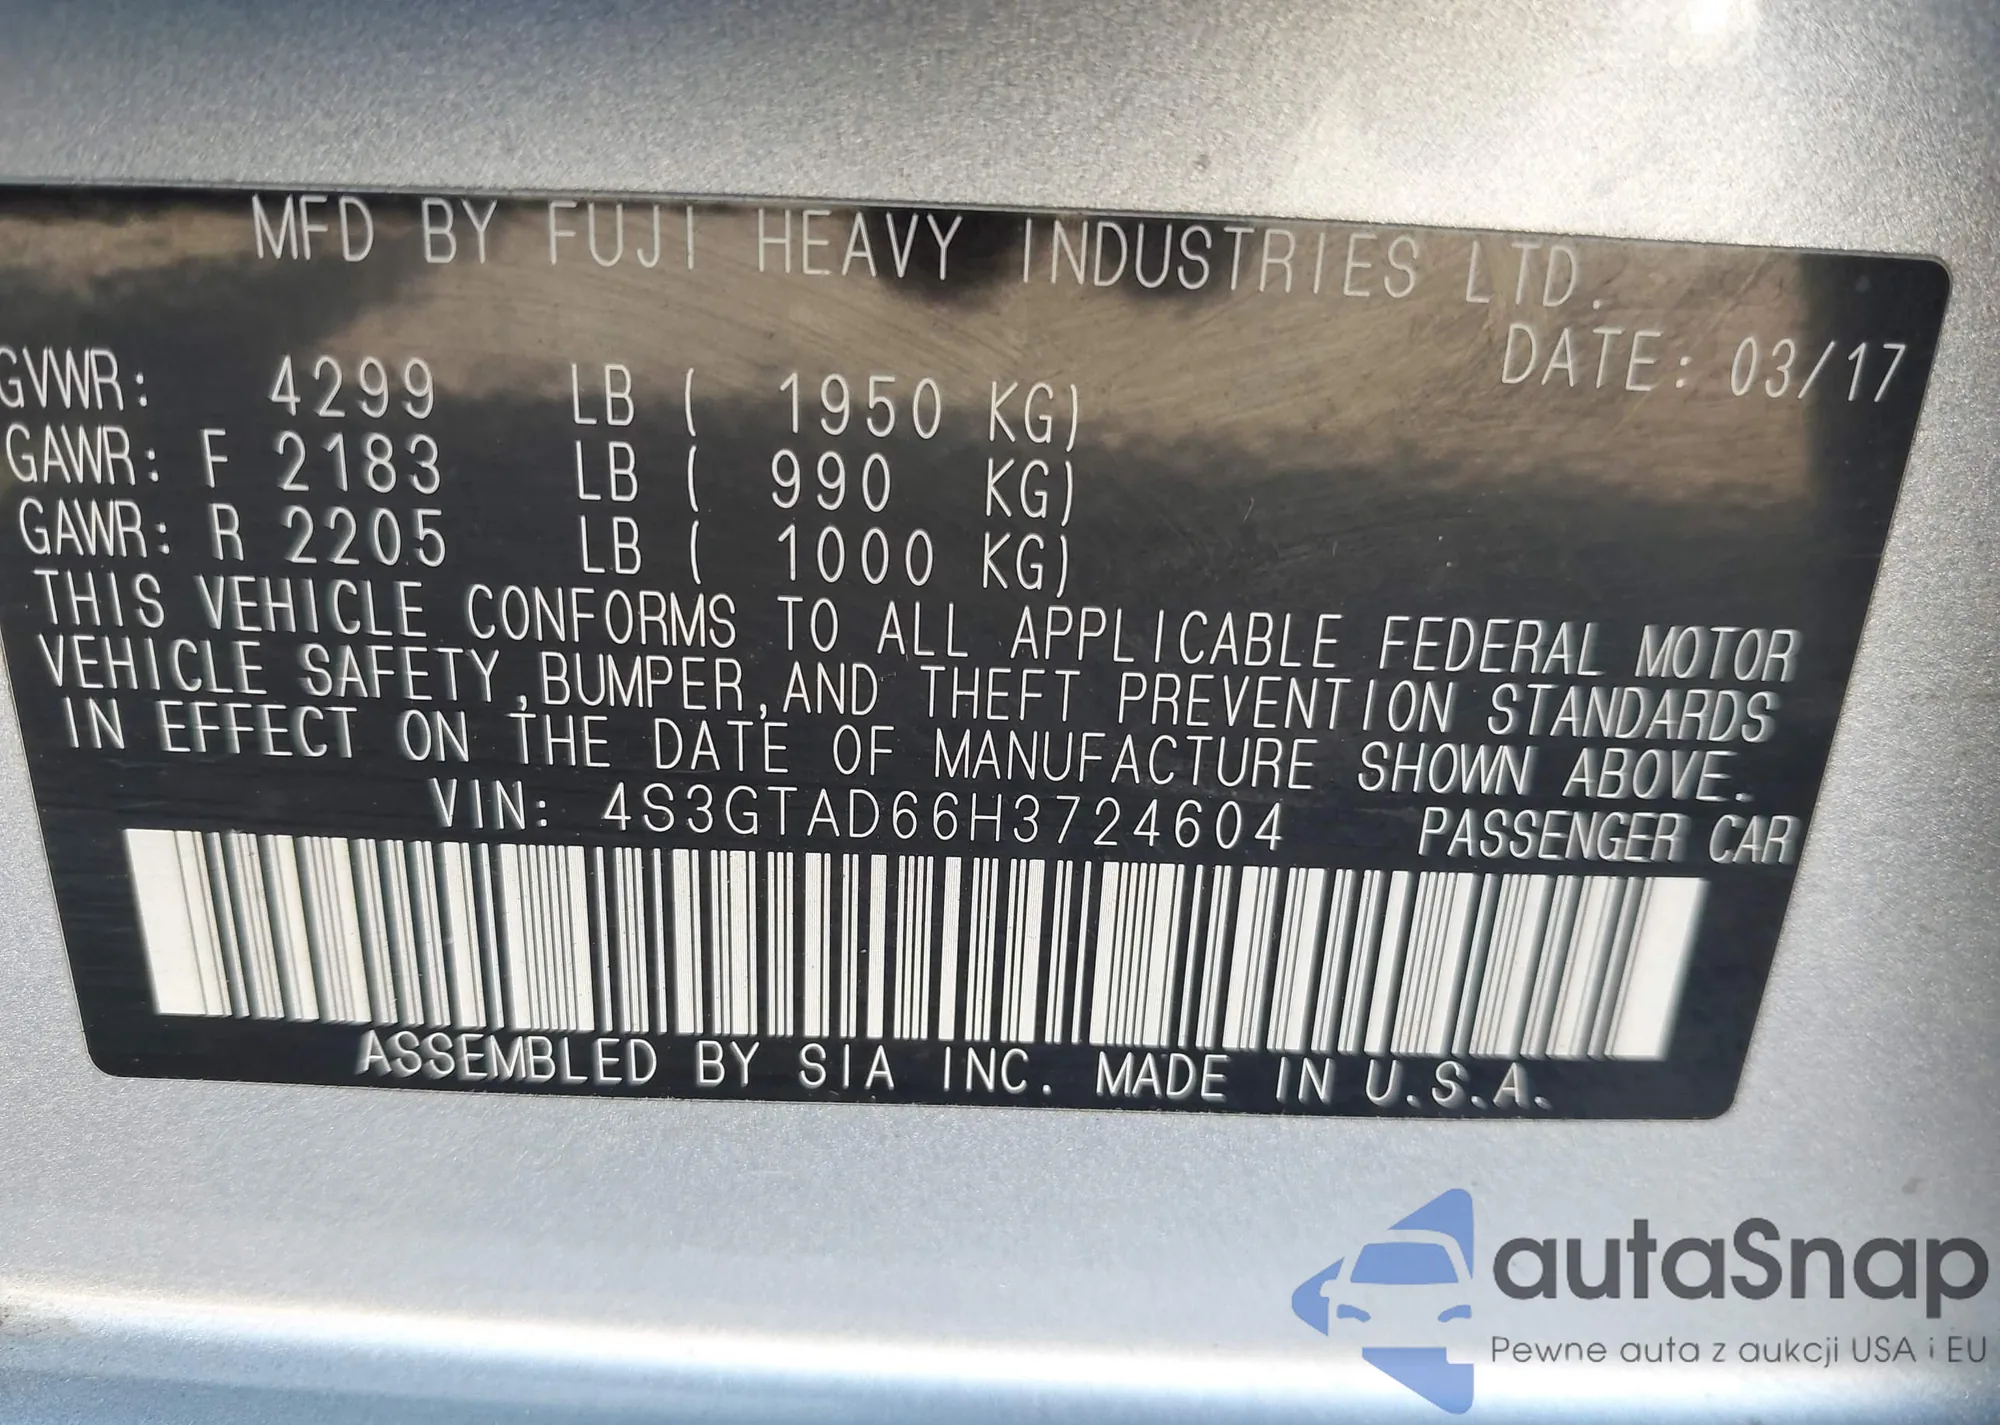 MFD BY FUJI HEAVY INDUSTRIES LTD.
DATE: 03/17
GVWR: 4299 LB ( 1950 KG)
GAWR: F 2183 LB ( 990 KG)
GAWR: R 2205 LB ( 1000 KG)
THIS VEHICLE CONFORMS TO ALL APPLICABLE FEDERAL MOTOR
VEHICLE SAFETY,BUMPER,AND THEFT PREVENTION STANDARDS
IN EFFECT ON THE DATE OF MANUFACTURE SHOWN ABOVE.
VIN: 4S3GTAD66H3724604 PASSENGER CAR
ASSEMBLED BY SIA INC. MADE IN U.S.A.
autaSnap
Pewne auta z aukcji USA i EU